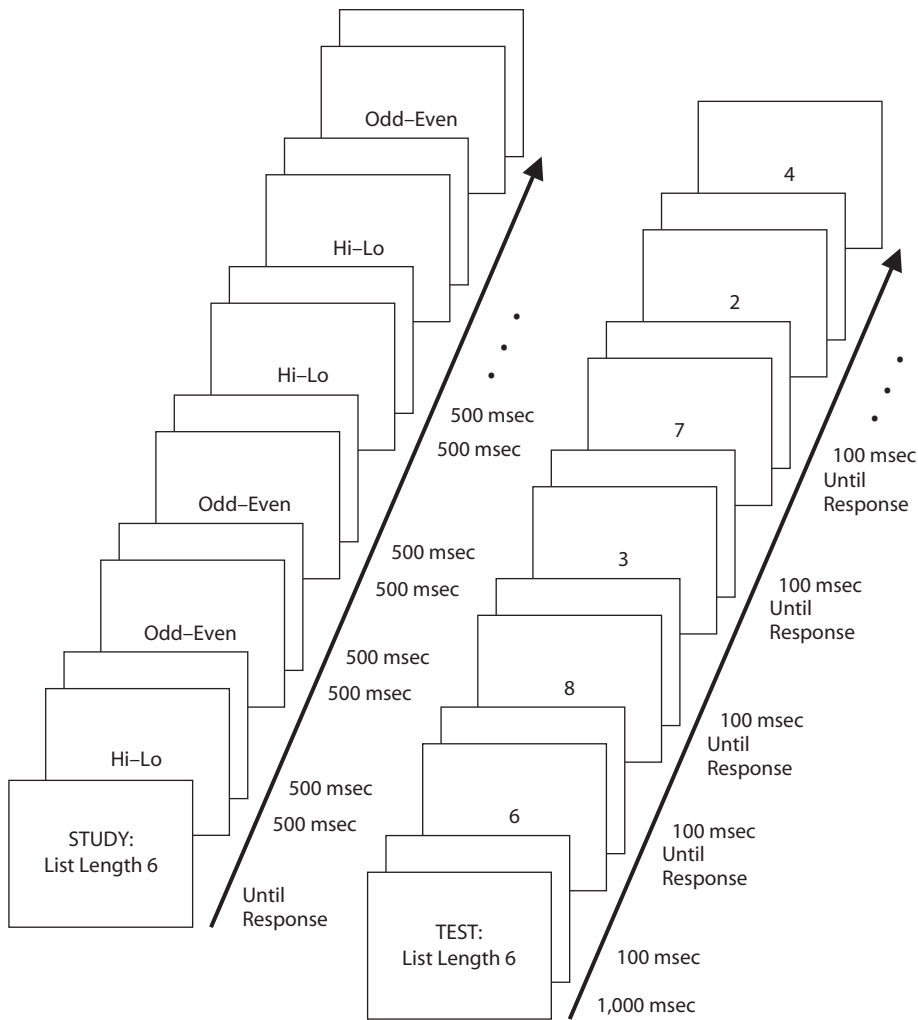 Odd–Even
Hi–Lo
Hi–Lo
Odd–Even
Odd–Even
Hi–Lo
STUDY:
List Length 6
500 msec
500 msec
500 msec
500 msec
500 msec
500 msec
500 msec
500 msec
Until
Response
4
2
7
3
8
6
TEST:
List Length 6
100 msec
Until
Response
100 msec
Until
Response
100 msec
Until
Response
100 msec
Until
Response
100 msec
1,000 msec